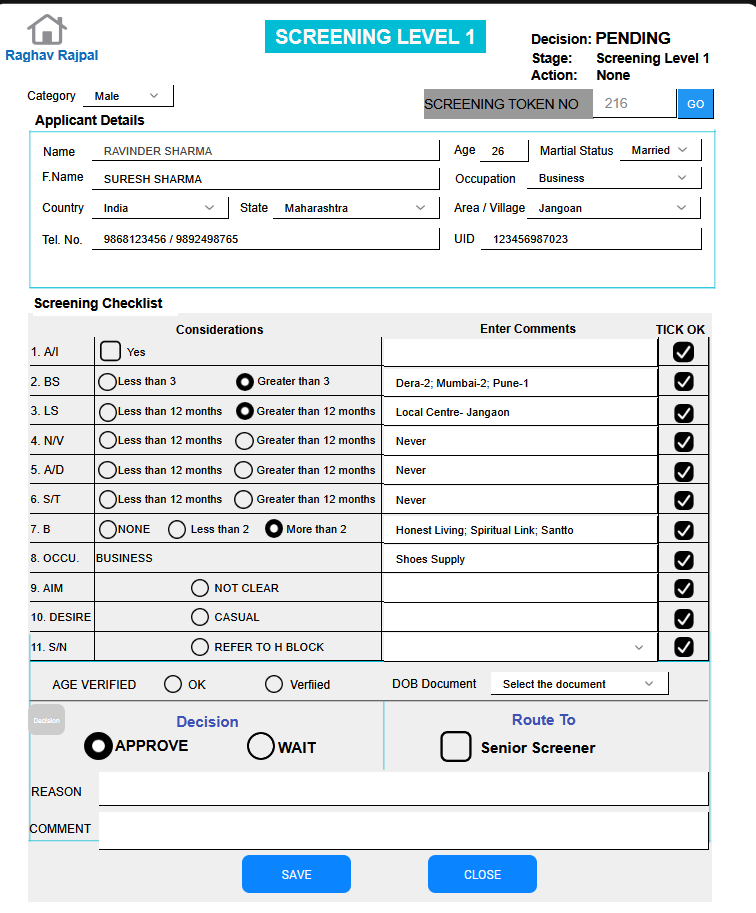 SCREENING LEVEL 1
Raghav Rajpal
Decision: PENDING
Stage: Screening Level 1
Action: None
Category Male
SCREENING TOKEN NO 216 GO
Applicant Details
Name RAVINDER SHARMA Age 26 Martial Status Married
F.Name SURESH SHARMA Occupation Business
Country India State Maharashtra Area / Village Jangoan
Tel. No. 9868123456 / 9892498765 UID 123456987023
Screening Checklist
Considerations Enter Comments TICK OK
1. A/I Yes
2. BS Less than 3 Greater than 3 Dera-2; Mumbai-2; Pune-1
3. LS Less than 12 months Greater than 12 months Local Centre- Jangaon
4. N/V Less than 12 months Greater than 12 months Never
5. A/D Less than 12 months Greater than 12 months Never
6. S/T Less than 12 months Greater than 12 months Never
7. B NONE Less than 2 More than 2 Honest Living; Spiritual Link; Santto
8. OCCU. BUSINESS Shoes Supply
9. AIM NOT CLEAR
10. DESIRE CASUAL
11. S/N REFER TO H BLOCK
AGE VERIFIED OK Verfiied DOB Document Select the document
Decision
Decision Route To
APPROVE WAIT Senior Screener
REASON
COMMENT
SAVE CLOSE